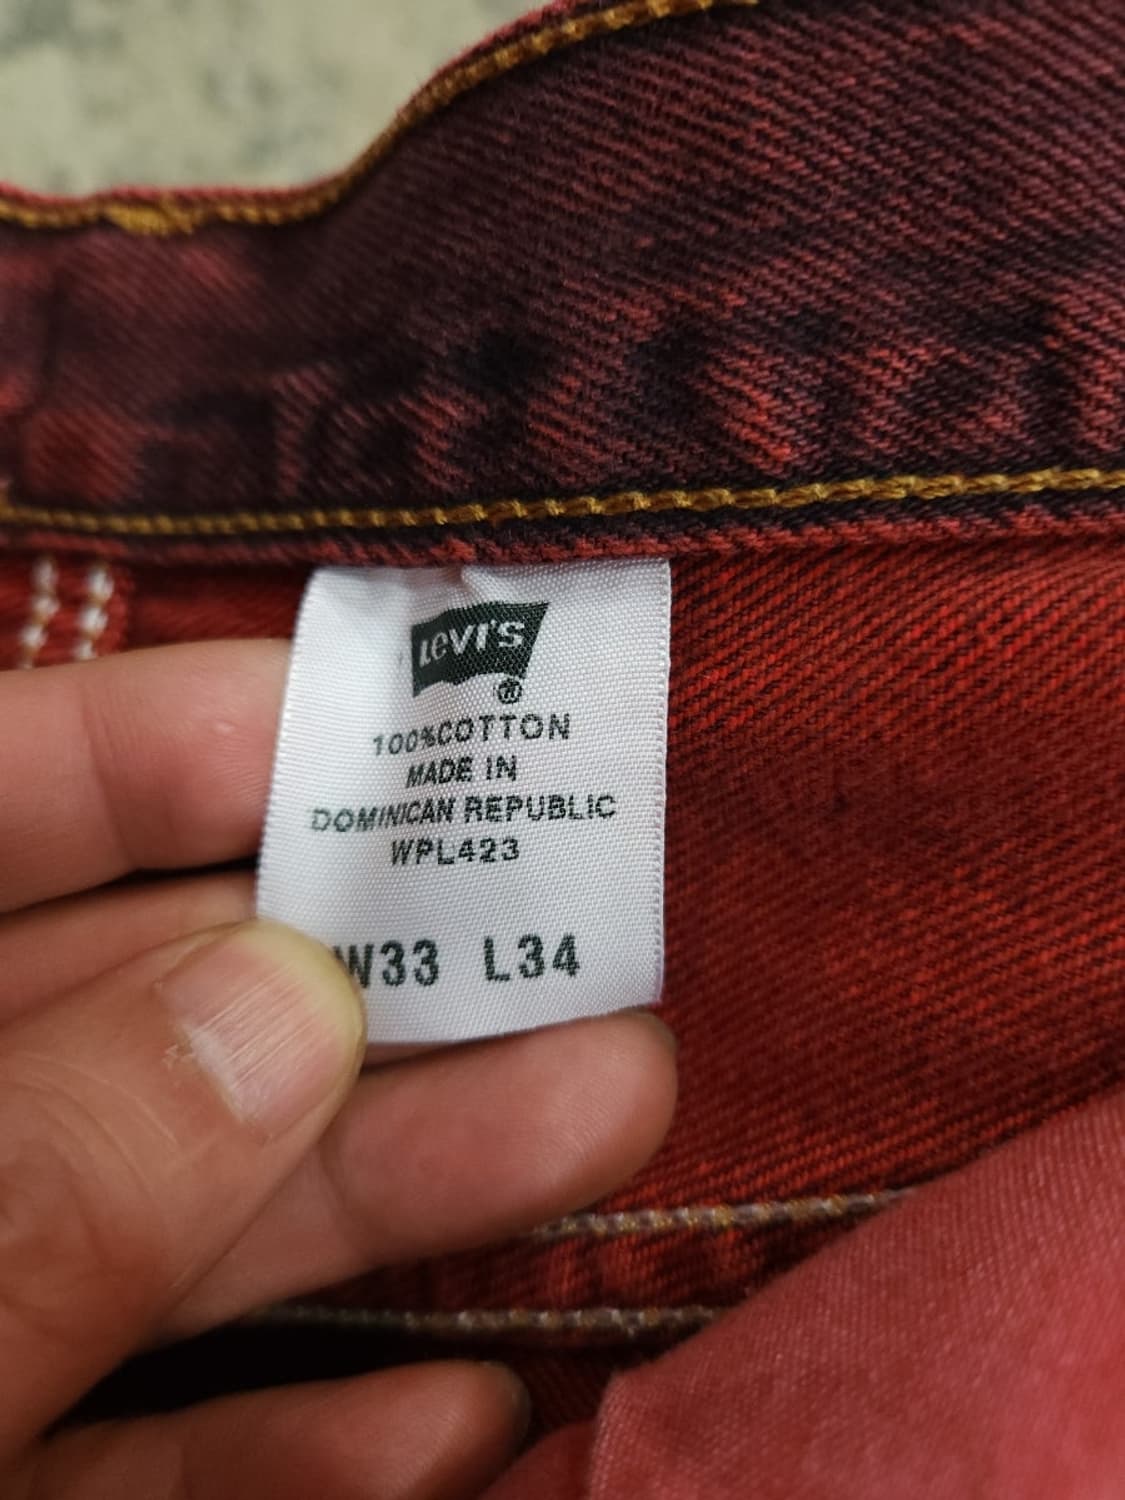 LeVI'S
®
100%COTTON
MADE IN
DOMINICAN REPUBLIC
WPL423
W33 L34